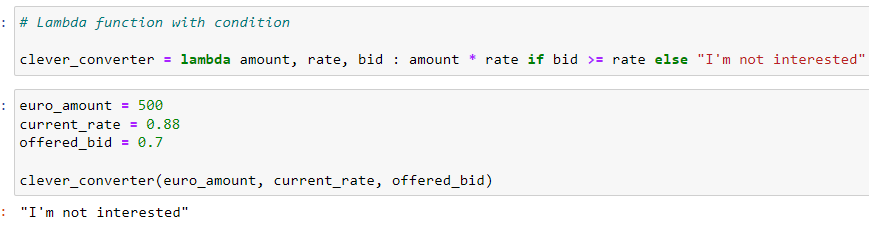 : # Lambda function with condition
clever_converter = lambda amount, rate, bid : amount * rate if bid >= rate else "I'm not interested"
: euro_amount = 500
current_rate = 0.88
offered_bid = 0.7
clever_converter(euro_amount, current_rate, offered_bid)
: "I'm not interested"